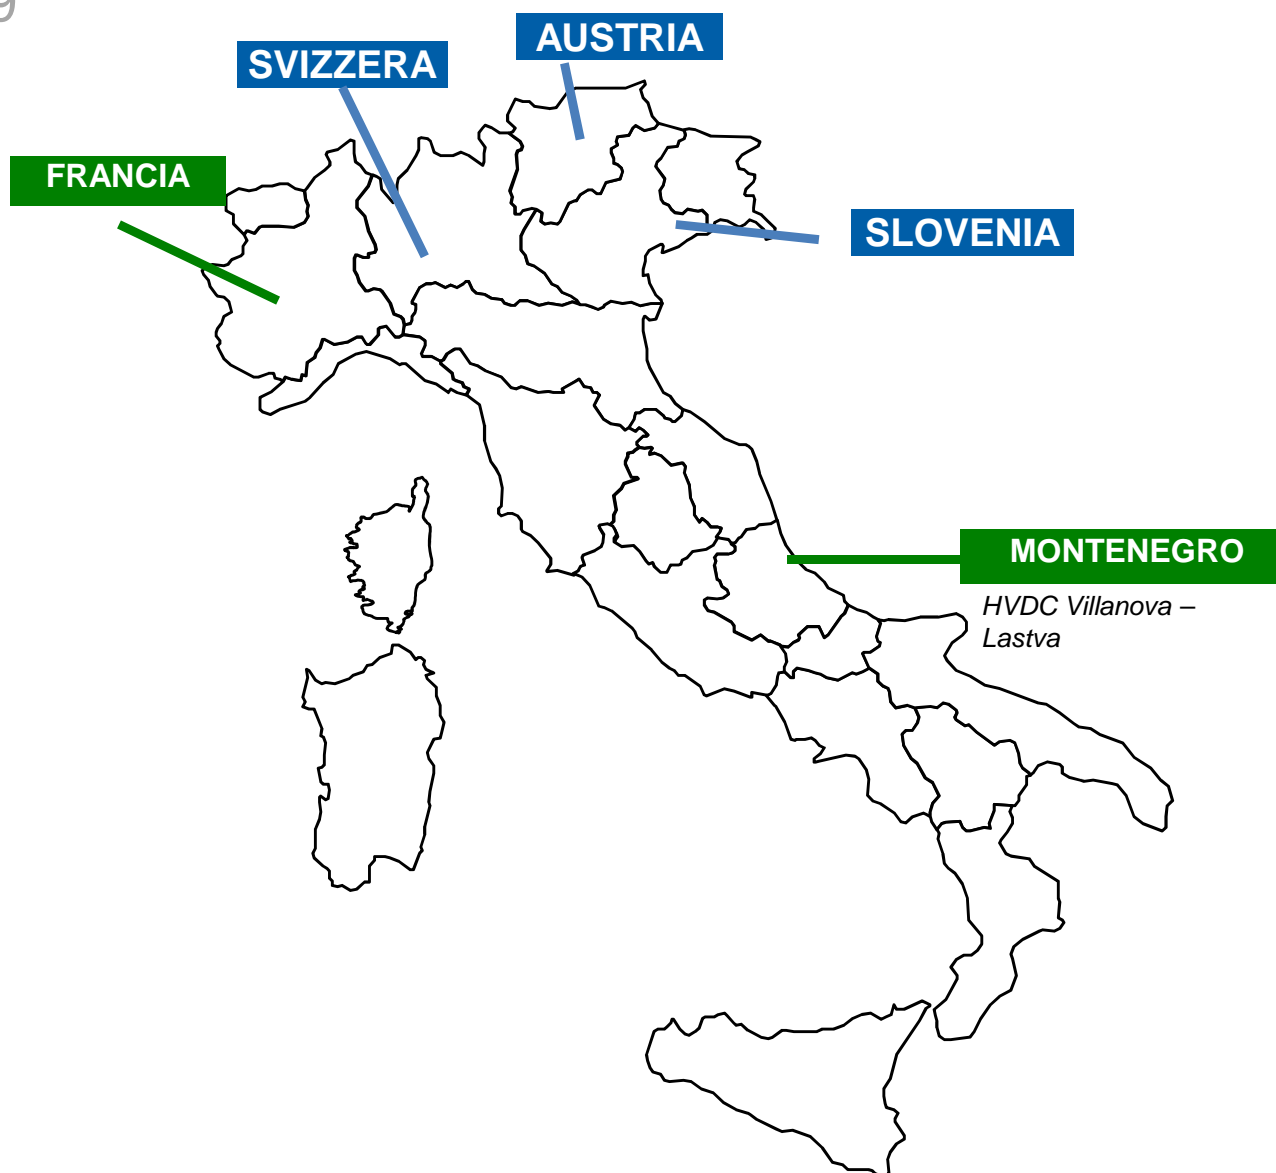 AUSTRIA
SVIZZERA
FRANCIA
SLOVENIA
MONTENEGRO
HVDC Villanova –
Lastva